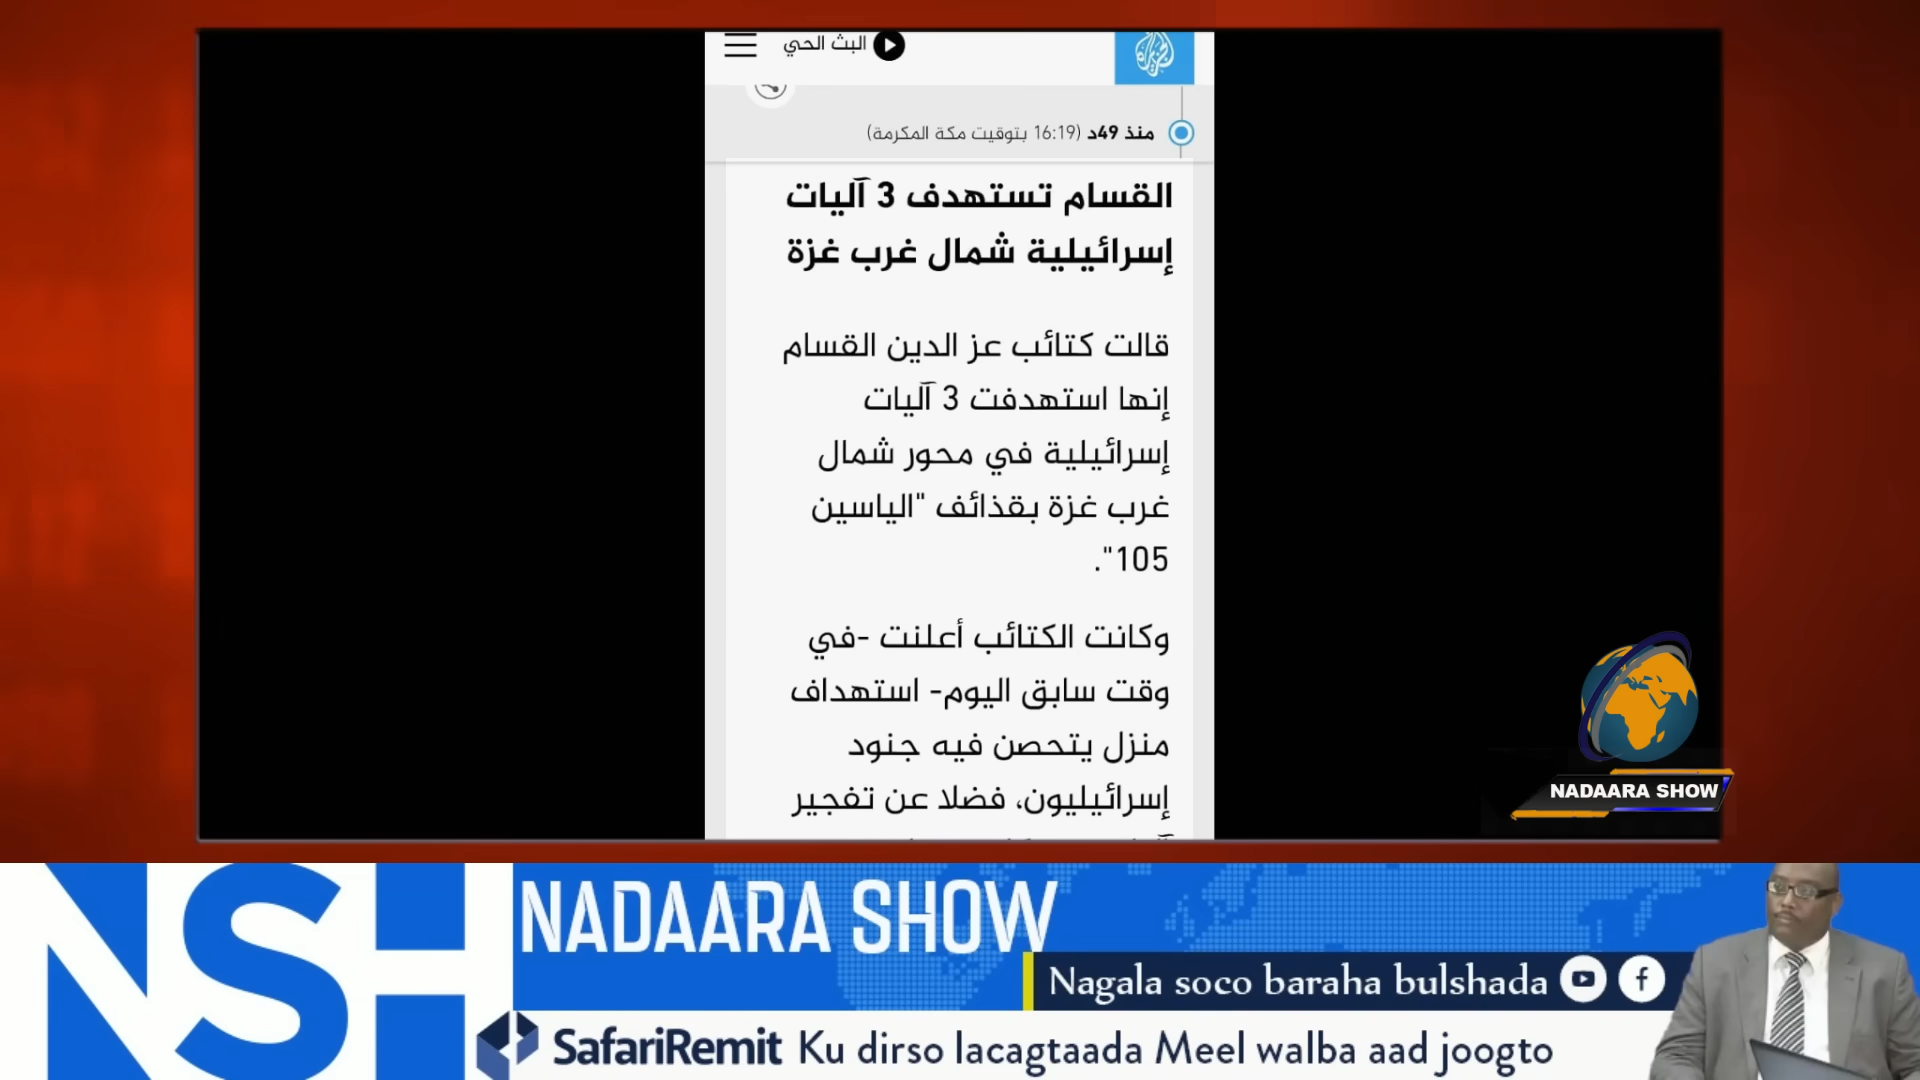 البث الحي
منذ 49د (16:19 بتوقيت مكة المكرمة)
القسام تستهدف 3 آليات
إسرائيلية شمال غرب غزة
قالت كتائب عز الدين القسام
إنها استهدفت 3 آليات
إسرائيلية في محور شمال
غرب غزة بقذائف "الياسين
105".
وكانت الكتائب أعلنت -في
وقت سابق اليوم- استهداف
منزل يتحصن فيه جنود
إسرائيليون، فضلا عن تفجير
NADAARA SHOW
NSH
NADAARA SHOW
Nagala soco baraha bulshada
SafariRemit Ku dirso lacagtaada Meel walba aad joogto